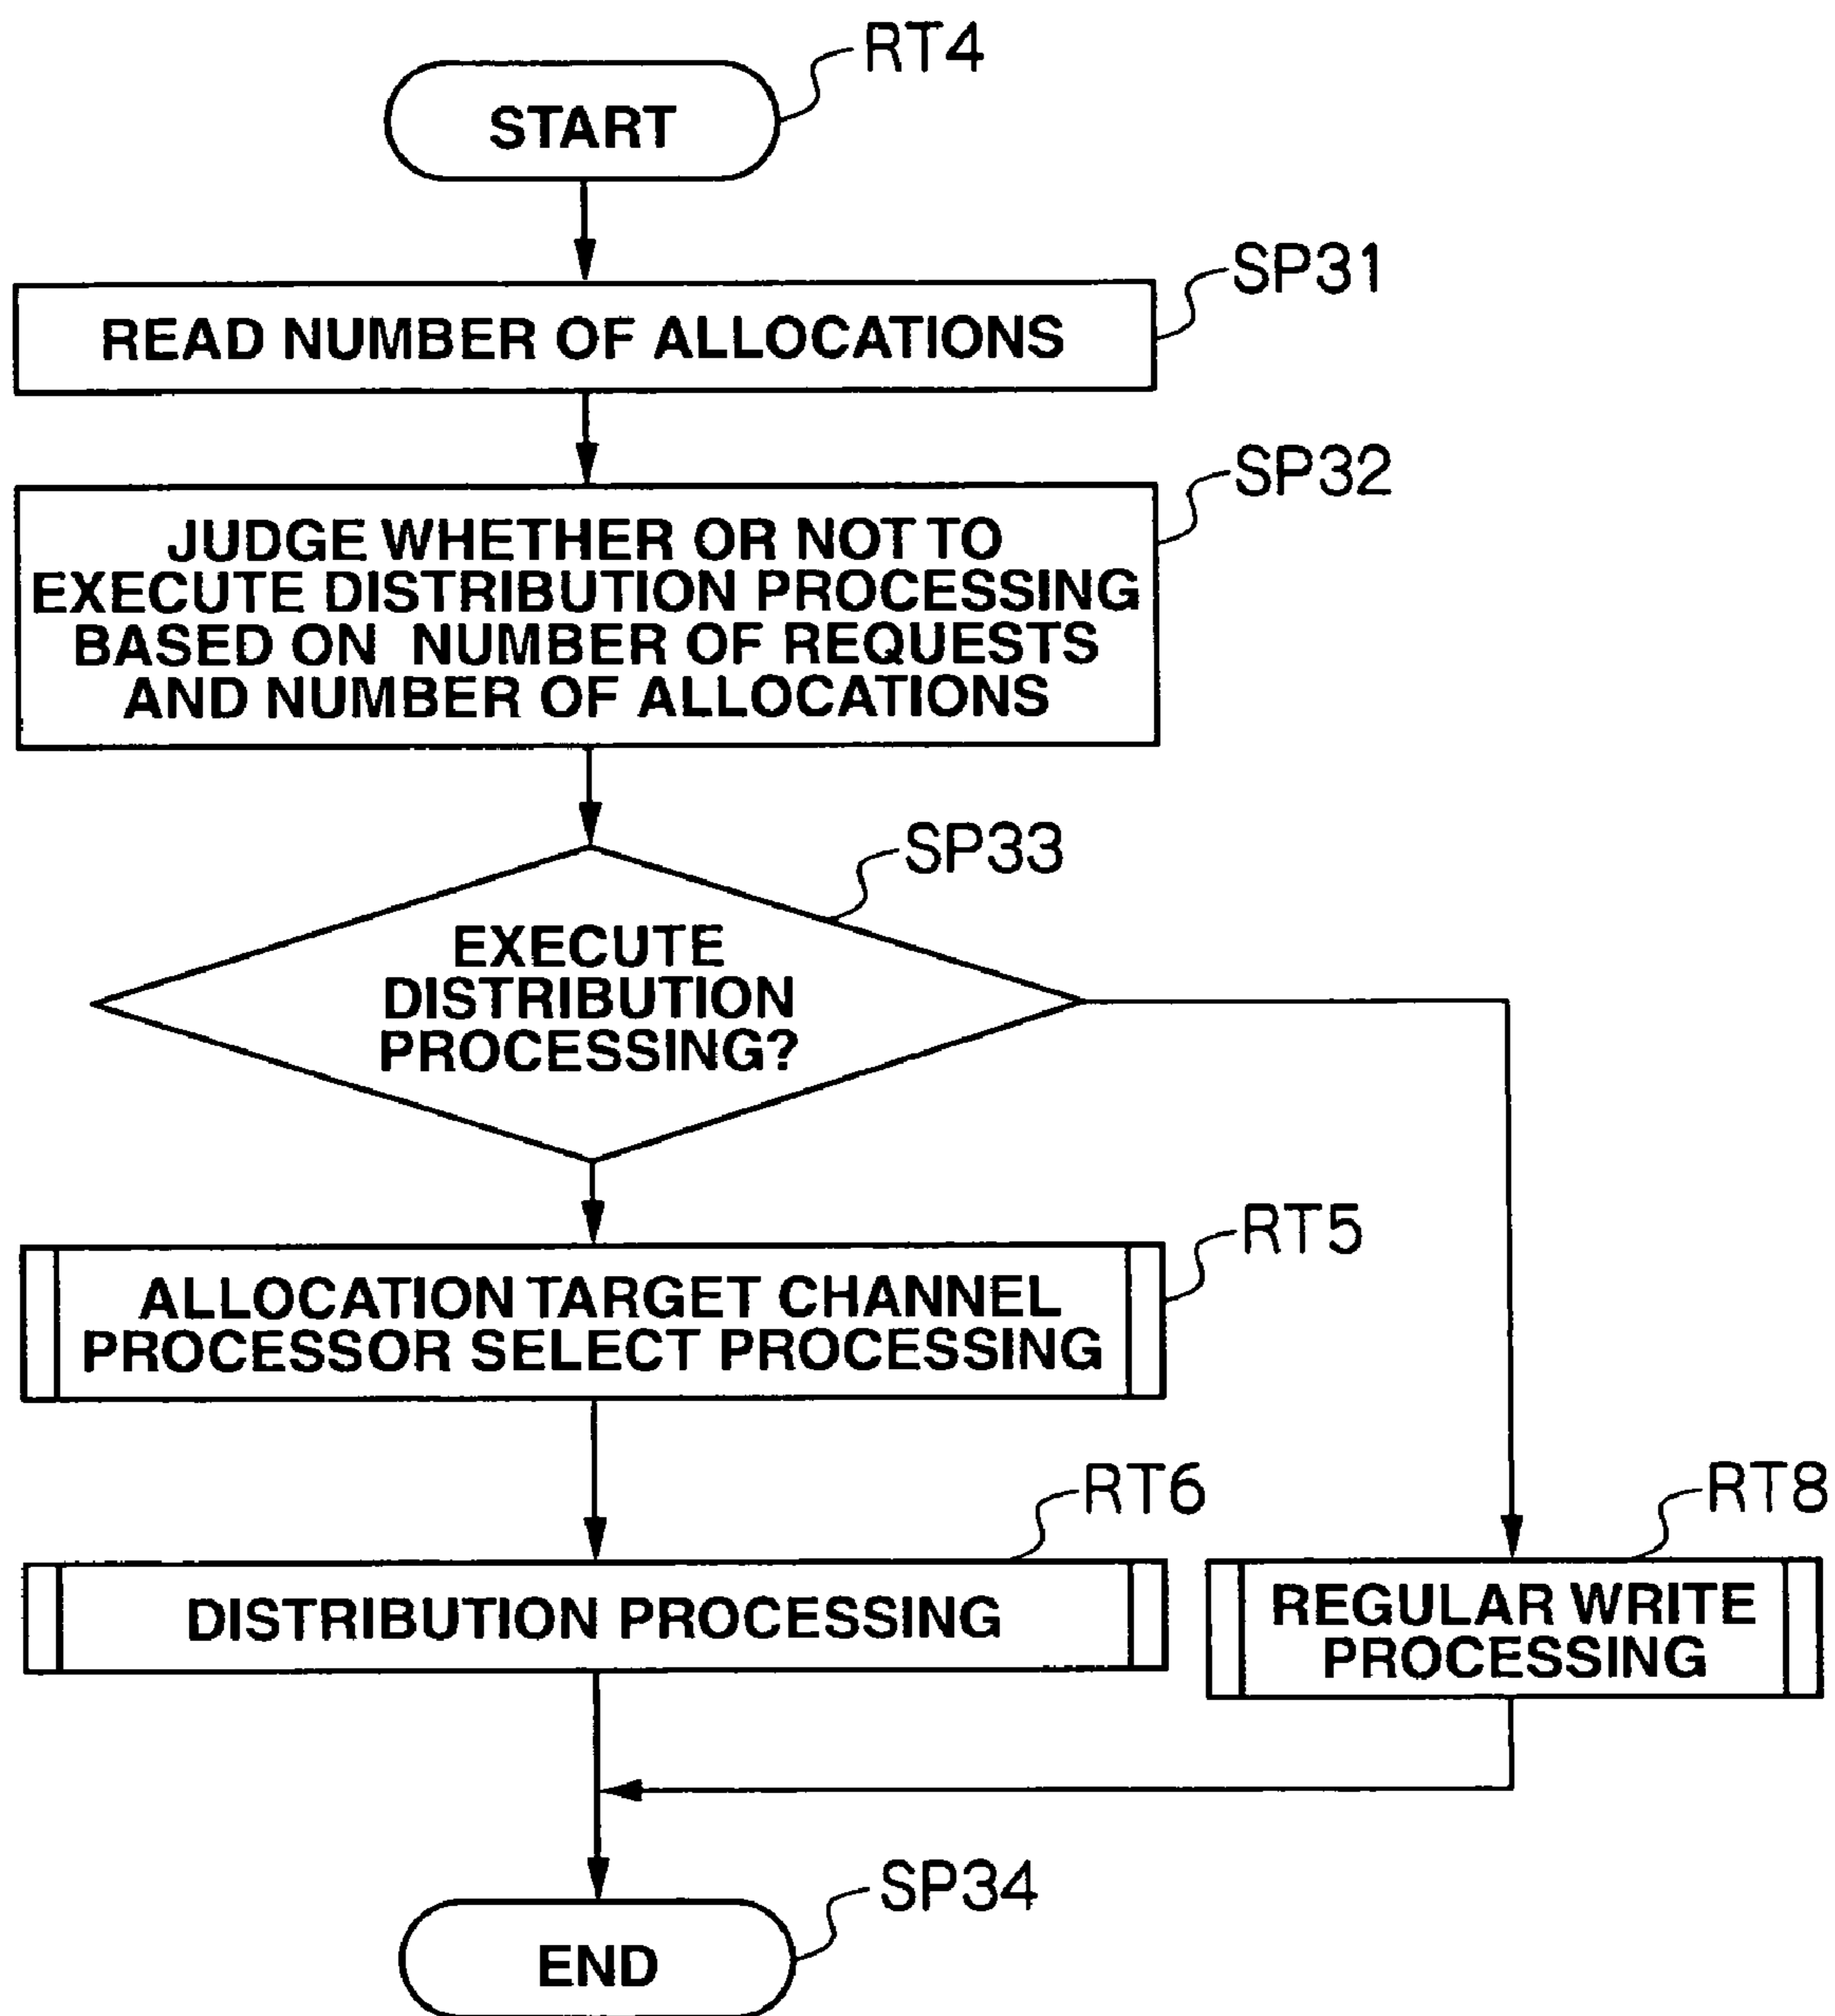 RT4
START
SP31
READ NUMBER OF ALLOCATIONS
SP32
JUDGE WHETHER OR NOT TO
EXECUTE DISTRIBUTION PROCESSING
BASED ON NUMBER OF REQUESTS
AND NUMBER OF ALLOCATIONS
SP33
EXECUTE
DISTRIBUTION
PROCESSING?
RT5
ALLOCATION TARGET CHANNEL
PROCESSOR SELECT PROCESSING
RT6
DISTRIBUTION PROCESSING
RT8
REGULAR WRITE
PROCESSING
SP34
END